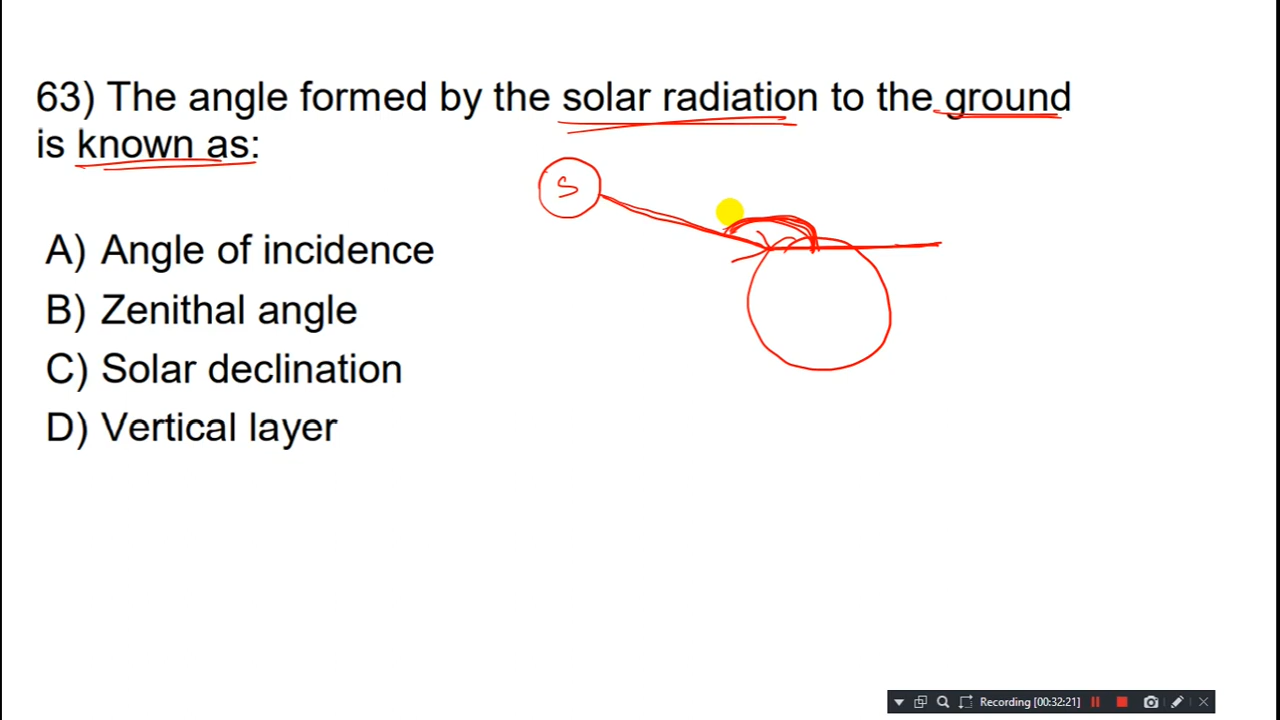 63) The angle formed by the solar radiation to the ground
is known as:
S
A) Angle of incidence
B) Zenithal angle
C) Solar declination
D) Vertical layer
Recording [00:32:21]